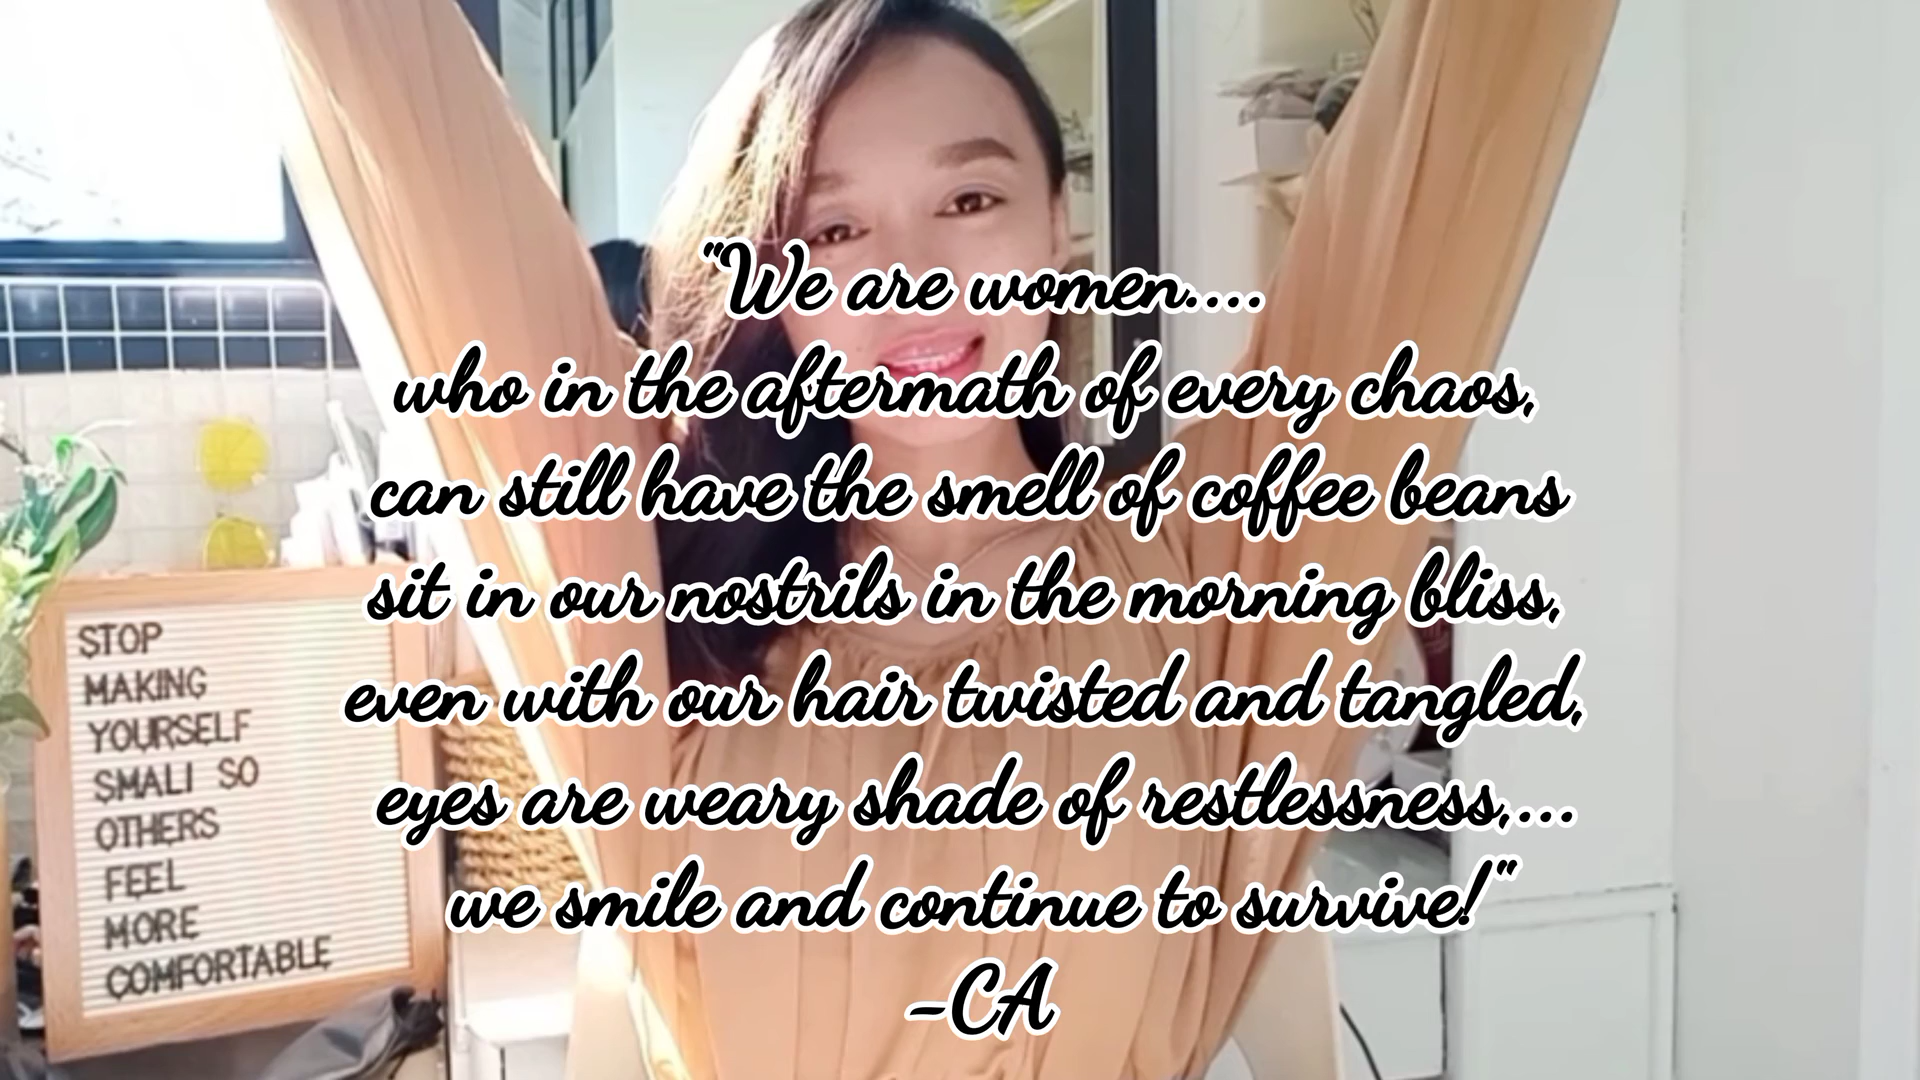 "We are women....
who in the aftermath of every chaos,
can still have the smell of coffee beans
sit in our nostrils in the morning bliss,
even with our hair twisted and tangled,
eyes are weary shade of restlessness,...
we smile and continue to survive!"
-CA
STOP
MAKING
YOURSELF
SMALl SO
OTHERS
FEEL
MORE
COMFORTABLE